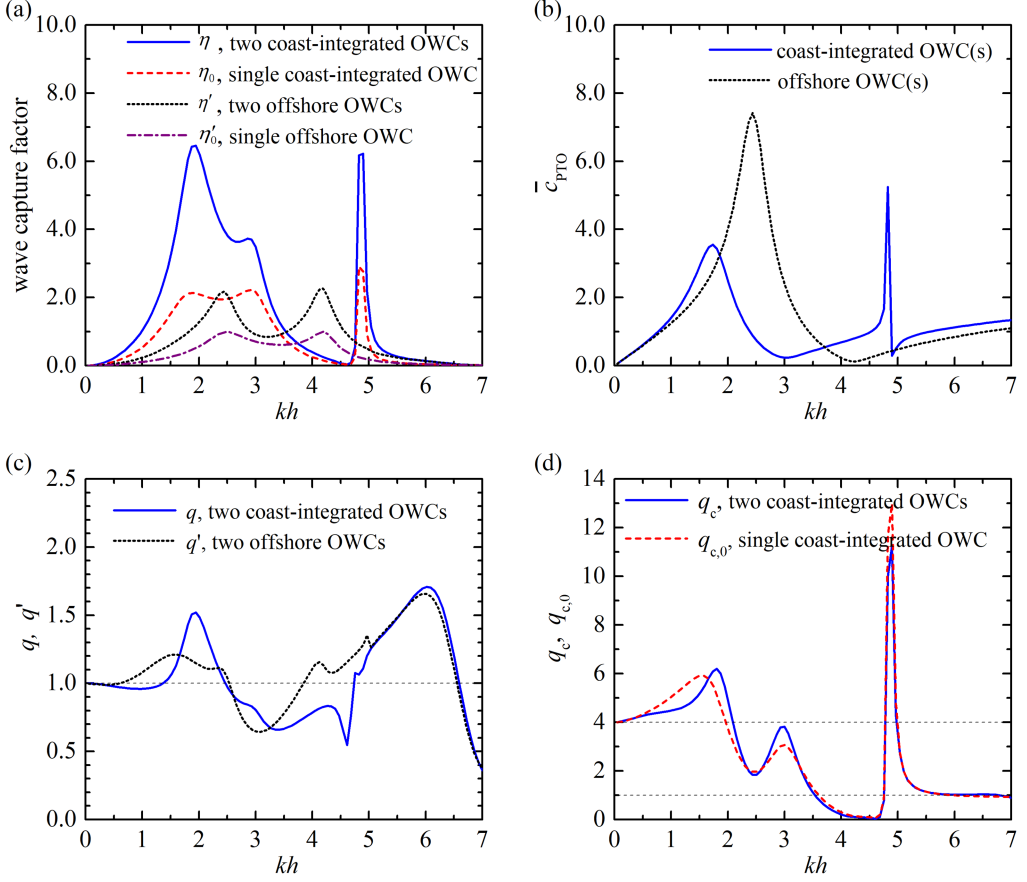 (a)
10.0
8.0
6.0
4.0
2.0
0.0
wave capture factor
η , two coast-integrated OWCs
η₀, single coast-integrated OWC
η′ , two offshore OWCs
η′₀, single offshore OWC
0 1 2 3 4 5 6 7
kh
(b)
10.0
8.0
6.0
4.0
2.0
0.0
c̅PTO
coast-integrated OWC(s)
offshore OWC(s)
0 1 2 3 4 5 6 7
kh
(c)
2.5
2.0
1.5
1.0
0.5
0.0
q, q'
q, two coast-integrated OWCs
q', two offshore OWCs
0 1 2 3 4 5 6 7
kh
(d)
14
12
10
8
6
4
2
0
qc, qc,0
qc, two coast-integrated OWCs
qc,0, single coast-integrated OWC
0 1 2 3 4 5 6 7
kh